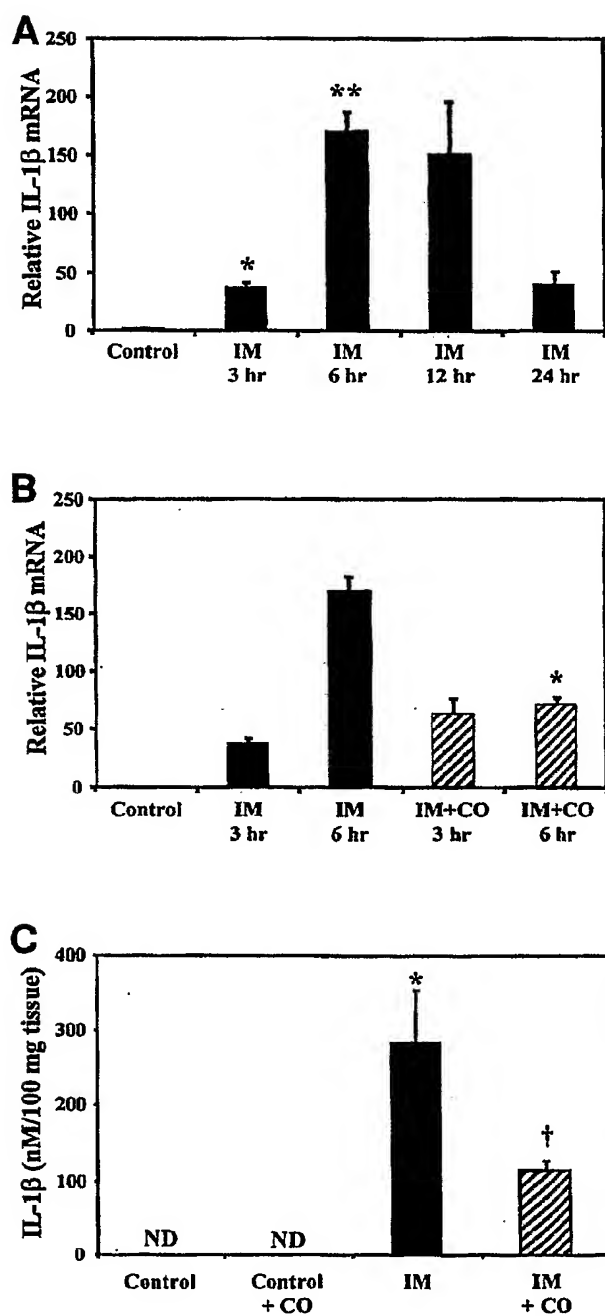 A
Relative IL-1β mRNA
250
200
150
100
50
0
*
**
Control
IM
3 hr
IM
6 hr
IM
12 hr
IM
24 hr
B
Relative IL-1β mRNA
250
200
150
100
50
0
*
Control
IM
3 hr
IM
6 hr
IM+CO
3 hr
IM+CO
6 hr
C
IL-1β (nM/100 mg tissue)
400
300
200
100
0
ND
ND
*
†
Control
Control
+ CO
IM
IM
+ CO